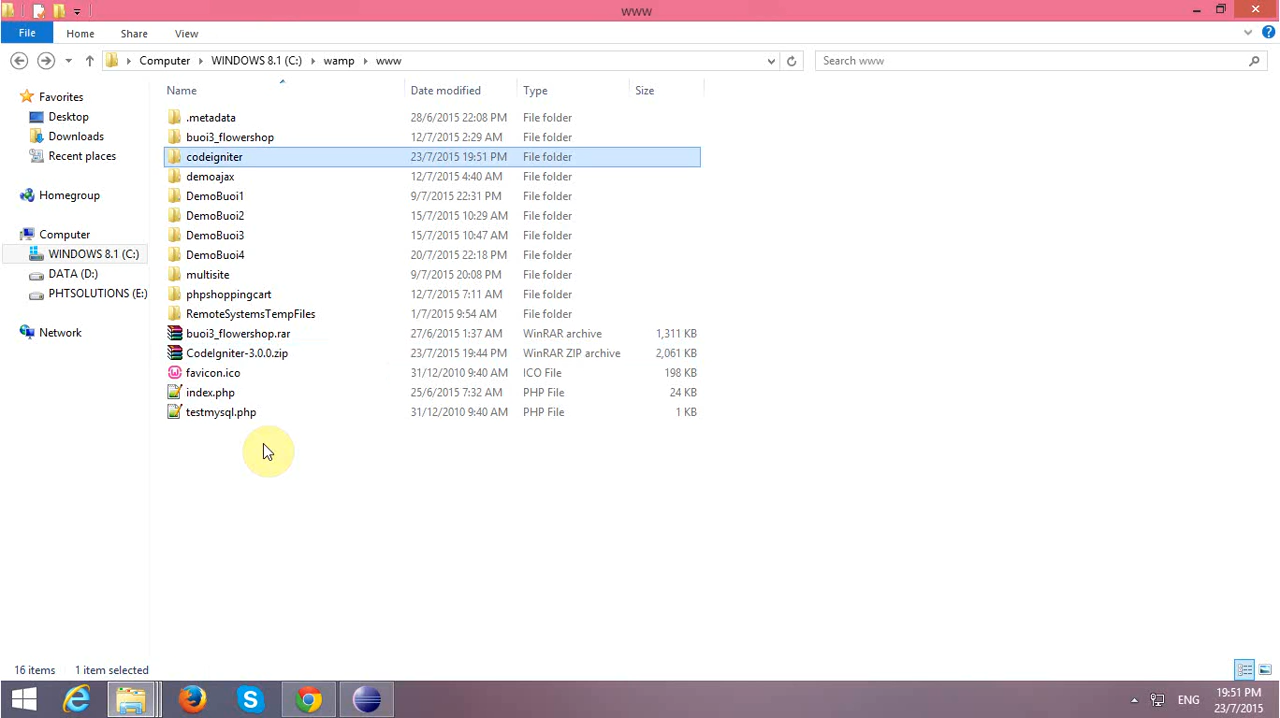 www
File Home Share View
Computer WINDOWS 8.1 (C:) wamp www Search www
Name Date modified Type Size
Favorites
Desktop
Downloads
Recent places
Homegroup
Computer
WINDOWS 8.1 (C:)
DATA (D:)
PHTSOLUTIONS (E:)
Network
.metadata 28/6/2015 22:08 PM File folder
buoi3_flowershop 12/7/2015 2:29 AM File folder
codeigniter 23/7/2015 19:51 PM File folder
demoajax 12/7/2015 4:40 AM File folder
DemoBuoi1 9/7/2015 22:31 PM File folder
DemoBuoi2 15/7/2015 10:29 AM File folder
DemoBuoi3 15/7/2015 10:47 AM File folder
DemoBuoi4 20/7/2015 22:18 PM File folder
multisite 9/7/2015 20:08 PM File folder
phpshoppingcart 12/7/2015 7:11 AM File folder
RemoteSystemsTempFiles 1/7/2015 9:54 AM File folder
buoi3_flowershop.rar 27/6/2015 1:37 AM WinRAR archive 1,311 KB
CodeIgniter-3.0.0.zip 23/7/2015 19:44 PM WinRAR ZIP archive 2,061 KB
favicon.ico 31/12/2010 9:40 AM ICO File 198 KB
index.php 25/6/2015 7:32 AM PHP File 24 KB
testmysql.php 31/12/2010 9:40 AM PHP File 1 KB
16 items 1 item selected
ENG
19:51 PM
23/7/2015